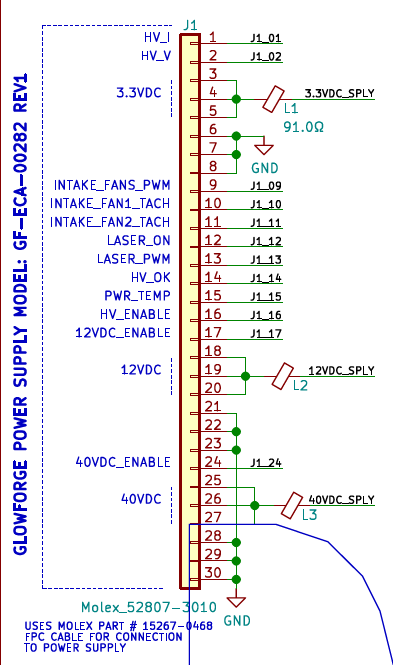 J1
HV_I 1 J1_01
HV_V 2 J1_02
3
3.3VDC 4 3.3VDC_SPLY
L1
5
91.0Ω
6
7
GND
8
INTAKE_FANS_PWM 9 J1_09
INTAKE_FAN1_TACH 10 J1_10
INTAKE_FAN2_TACH 11 J1_11
LASER_ON 12 J1_12
LASER_PWM 13 J1_13
HV_OK 14 J1_14
PWR_TEMP 15 J1_15
HV_ENABLE 16 J1_16
12VDC_ENABLE 17 J1_17
18
12VDC 19 12VDC_SPLY
L2
20
21
22
23
40VDC_ENABLE 24 J1_24
25
40VDC 26 40VDC_SPLY
L3
27
28
29
30
GLOWFORGE POWER SUPPLY MODEL: GF-ECA-00282 REV1
Molex_52807-3010
GND
USES MOLEX PART # 15267-0468
FPC CABLE FOR CONNECTION
TO POWER SUPPLY